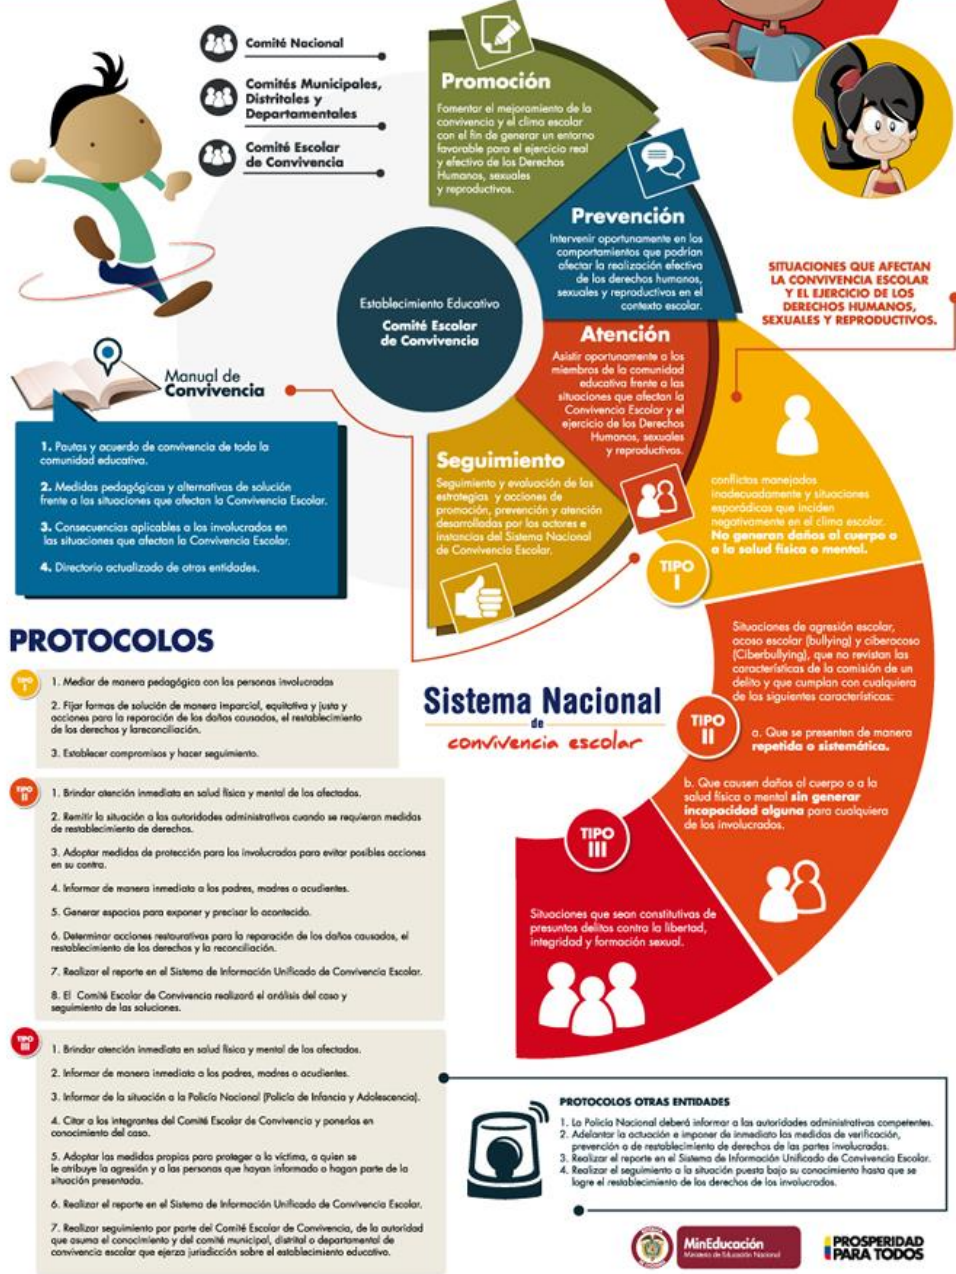 Comité Nacional
Comités Municipales,
Distritales y
Departamentales
Comité Escolar
de Convivencia
Promoción
Fomentar el mejoramiento de la
convivencia y el clima escolar
con el fin de generar un entorno
favorable para el ejercicio real
y efectivo de los Derechos
Humanos, sexuales
y reproductivos.
Prevención
Intervenir oportunamente en los
comportamientos que podrían
afectar la realización efectiva
de los derechos humanos,
sexuales y reproductivos en el
contexto escolar.
Establecimiento Educativo
Comité Escolar
de Convivencia
Atención
Asistir oportunamente a los
miembros de la comunidad
educativa frente a las
situaciones que afectan la
Convivencia Escolar y el
ejercicio de los Derechos
Humanos, sexuales
y reproductivos.
SITUACIONES QUE AFECTAN
LA CONVIVENCIA ESCOLAR
Y EL EJERCICIO DE LOS
DERECHOS HUMANOS,
SEXUALES Y REPRODUCTIVOS.
Manual de
Convivencia
1. Pautas y acuerdo de convivencia de toda la
comunidad educativa.
2. Medidas pedagógicas y alternativas de solución
frente a las situaciones que afectan la Convivencia Escolar.
3. Consecuencias aplicables a los involucrados en
las situaciones que afectan la Convivencia Escolar.
4. Directorio actualizado de otras entidades.
Seguimiento
Seguimiento y evaluación de las
estrategias y acciones de
promoción, prevención y atención
desarrolladas por los actores e
instancias del Sistema Nacional
de Convivencia Escolar.
conflictos manejados
inadecuadamente y situaciones
esporádicas que inciden
negativamente en el clima escolar.
No generan daños al cuerpo o
a la salud física o mental.
TIPO
I
Situaciones de agresión escolar,
acoso escolar (bullying) y ciberacoso
(Ciberbullying), que no revistan las
características de la comisión de un
delito y que cumplan con cualquiera
de las siguientes características:
a. Que se presenten de manera
repetida o sistemática.
b. Que causen daños al cuerpo o a la
salud física o mental sin generar
incapacidad alguna para cualquiera
de los involucrados.
TIPO
II
Sistema Nacional
de
convivencia escolar
TIPO
III
Situaciones que sean constitutivas de
presuntos delitos contra la libertad,
integridad y formación sexual.
PROTOCOLOS
TIPO
I
1. Mediar de manera pedagógica con las personas involucradas
2. Fijar formas de solución de manera imparcial, equitativa y justa y
acciones para la reparación de los daños causados, el restablecimiento
de los derechos y lareconciliación.
3. Establecer compromisos y hacer seguimiento.
TIPO
II
1. Brindar atención inmediata en salud física y mental de los afectados.
2. Remitir la situación a las autoridades administrativas cuando se requieran medidas
de restablecimiento de derechos.
3. Adoptar medidas de protección para los involucrados para evitar posibles acciones
en su contra.
4. Informar de manera inmediata a los padres, madres o acudientes.
5. Generar espacios para exponer y precisar lo acontecido.
6. Determinar acciones restaurativas para la reparación de los daños causados, el
restablecimiento de los derechos y la reconciliación.
7. Realizar el reporte en el Sistema de Información Unificado de Convivencia Escolar.
8. El Comité Escolar de Convivencia realizará el análisis del caso y
seguimiento de las soluciones.
TIPO
III
1. Brindar atención inmediata en salud física y mental de los afectados.
2. Informar de manera inmediata a los padres, madres o acudientes.
3. Informar de la situación a la Policía Nacional (Policía de Infancia y Adolescencia).
4. Citar a los integrantes del Comité Escolar de Convivencia y ponerlos en
conocimiento del caso.
5. Adoptar las medidas propias para proteger a la víctima, a quien se
le atribuye la agresión y a las personas que hayan informado o hagan parte de la
situación presentada.
6. Realizar el reporte en el Sistema de Información Unificado de Convivencia Escolar.
7. Realizar seguimiento por parte del Comité Escolar de Convivencia, de la autoridad
que asuma el conocimiento y del comité municipal, distrital o departamental de
convivencia escolar que ejerza jurisdicción sobre el establecimiento educativo.
PROTOCOLOS OTRAS ENTIDADES
1. La Policía Nacional deberá informar a las autoridades administrativas competentes.
2. Adelantar la actuación e imponer de inmediato las medidas de verificación,
prevención o de restablecimiento de derechos de las partes involucradas.
3. Realizar el reporte en el Sistema de Información Unificado de Convivencia Escolar.
4. Realizar el seguimiento a la situación puesta bajo su conocimiento hasta que se
logre el restablecimiento de los derechos de los involucrados.
MinEducación
Ministerio de Educación Nacional
PROSPERIDAD
PARA TODOS